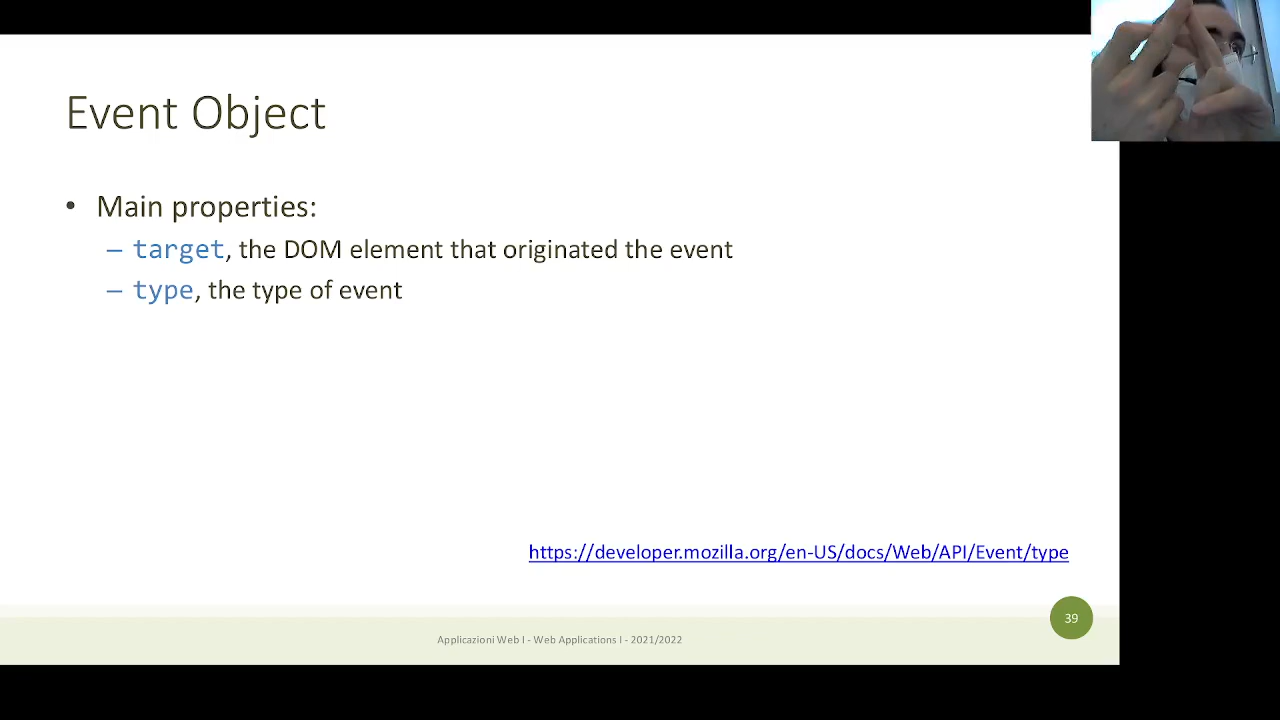 Event Object
• Main properties:
– target, the DOM element that originated the event
– type, the type of event
https://developer.mozilla.org/en-US/docs/Web/API/Event/type
39
Applicazioni Web I - Web Applications I - 2021/2022